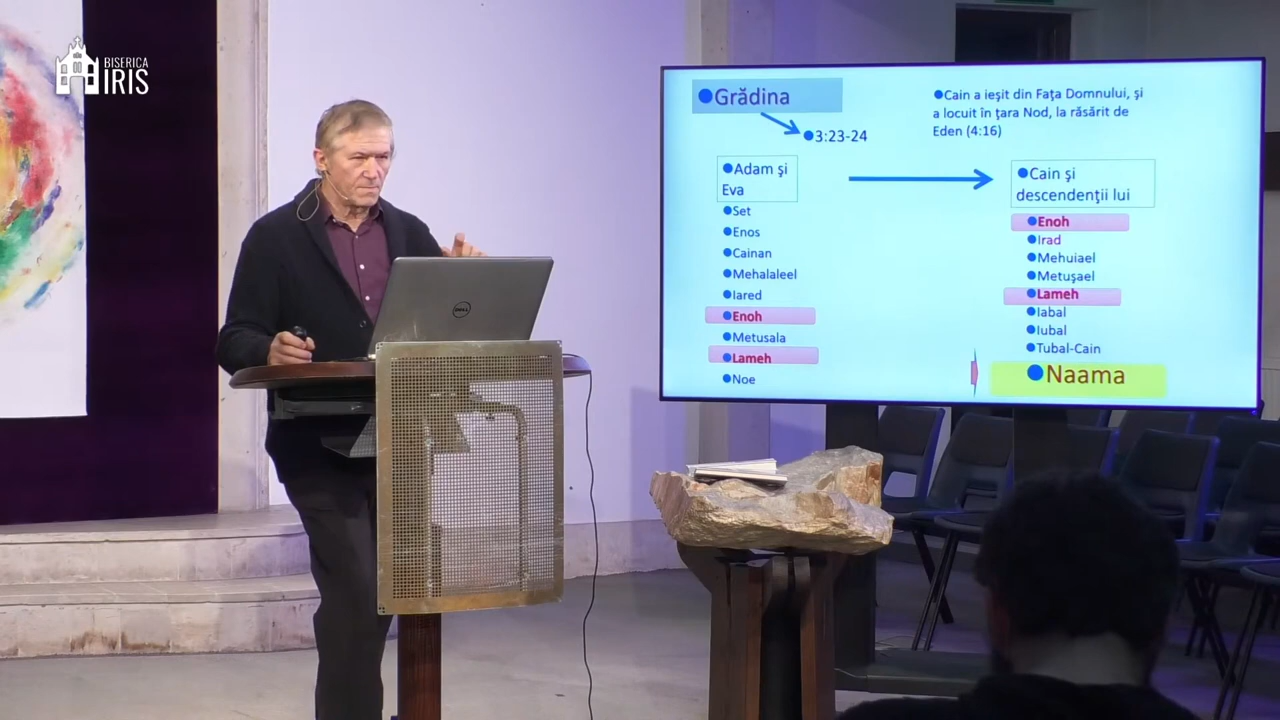 BISERICA
IRIS
Grădina
3:23-24
Cain a ieşit din Faţa Domnului, şi
a locuit în ţara Nod, la răsărit de
Eden (4:16)
Adam şi
Eva
Set
Enos
Cainan
Mehalaleel
Iared
Enoh
Metusala
Lameh
Noe
Cain şi
descendenţii lui
Enoh
Irad
Mehuiael
Metuşael
Lameh
Iabal
Iubal
Tubal-Cain
Naama
DELL